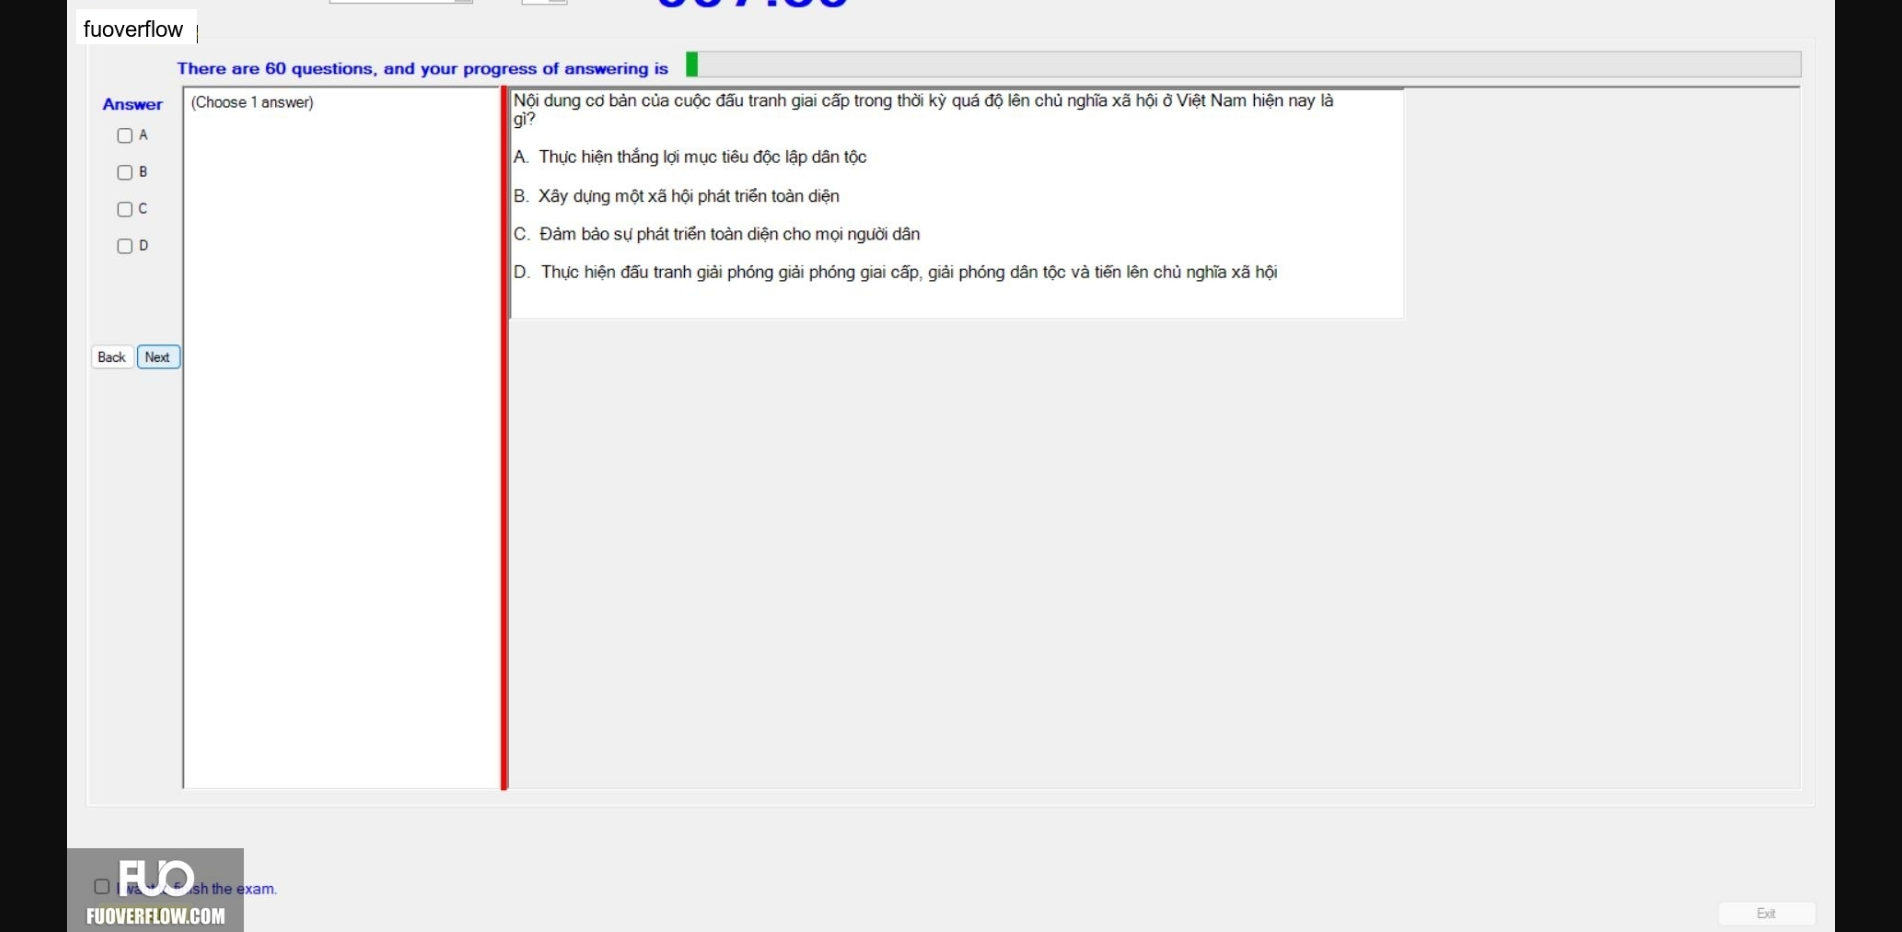 fuoverflow
There are 60 questions, and your progress of answering is
Answer
(Choose 1 answer)
A
B
C
D
Back
Next
Nội dung cơ bản của cuộc đấu tranh giai cấp trong thời kỳ quá độ lên chủ nghĩa xã hội ở Việt Nam hiện nay là
gì?
A. Thực hiện thắng lợi mục tiêu độc lập dân tộc
B. Xây dựng một xã hội phát triển toàn diện
C. Đảm bảo sự phát triển toàn diện cho mọi người dân
D. Thực hiện đấu tranh giải phóng giải phóng giai cấp, giải phóng dân tộc và tiến lên chủ nghĩa xã hội
FUO
the exam.
FUOVERFLOW.COM
Exit